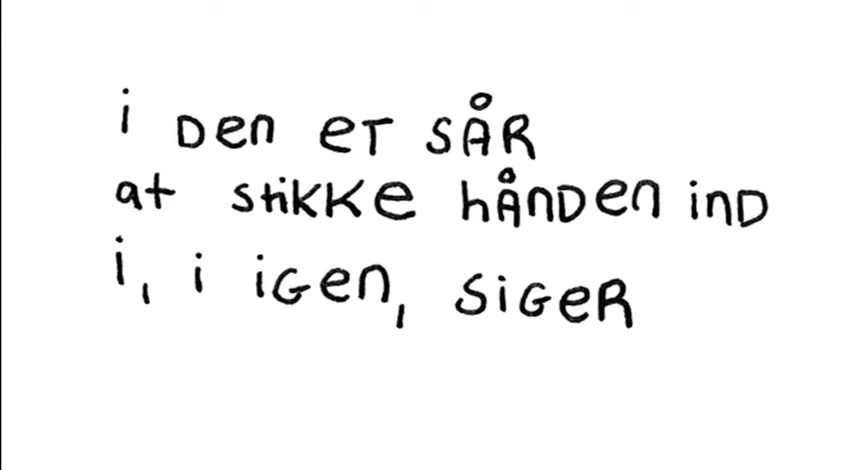 i Den eT SÅR
at stiKKe hÅnDen inD
i, i iGen, SiGeR